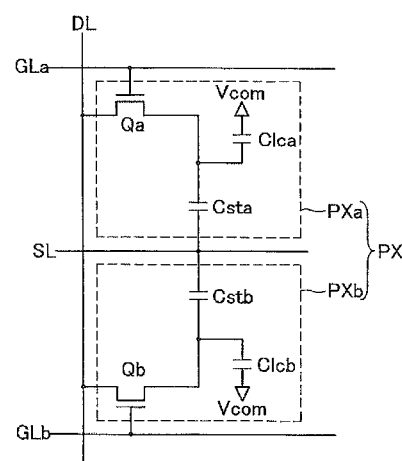 DL
GLa
Vcom
Qa
Clca
Csta
PXa
SL
PX
Cstb
PXb
Qb
Clcb
Vcom
GLb